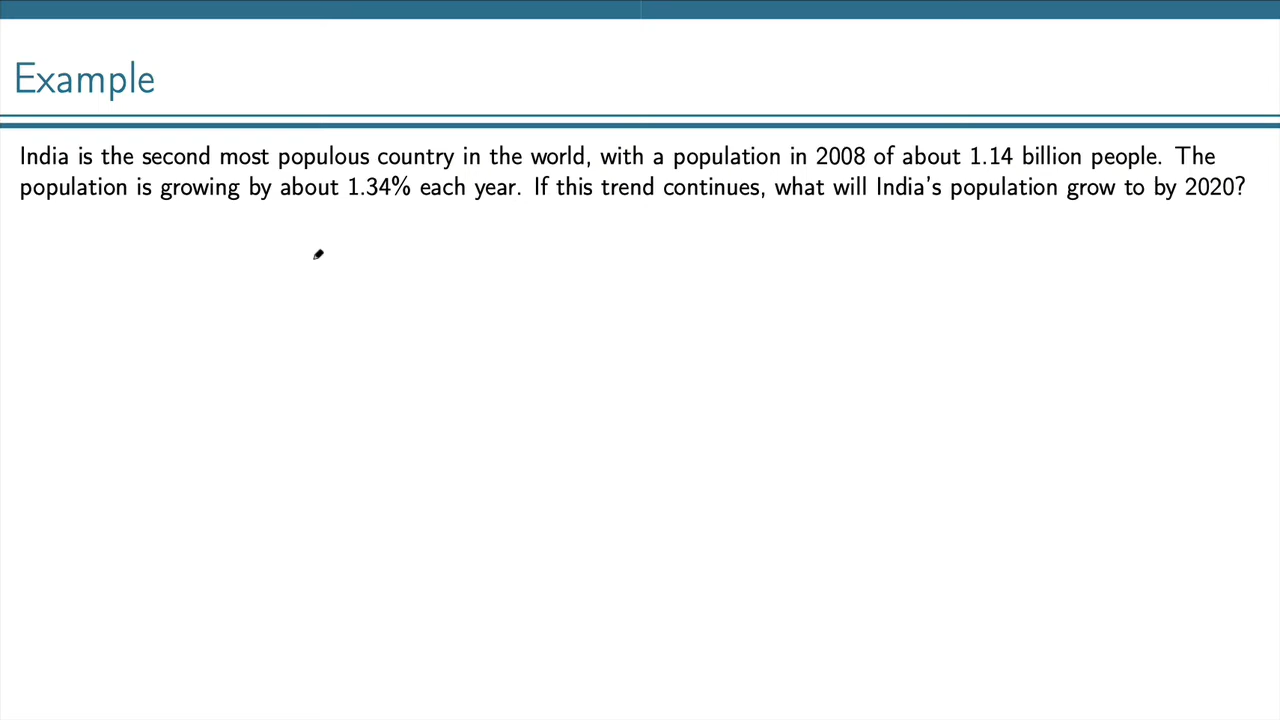 Example
India is the second most populous country in the world, with a population in 2008 of about 1.14 billion people. The
population is growing by about 1.34% each year. If this trend continues, what will India's population grow to by 2020?